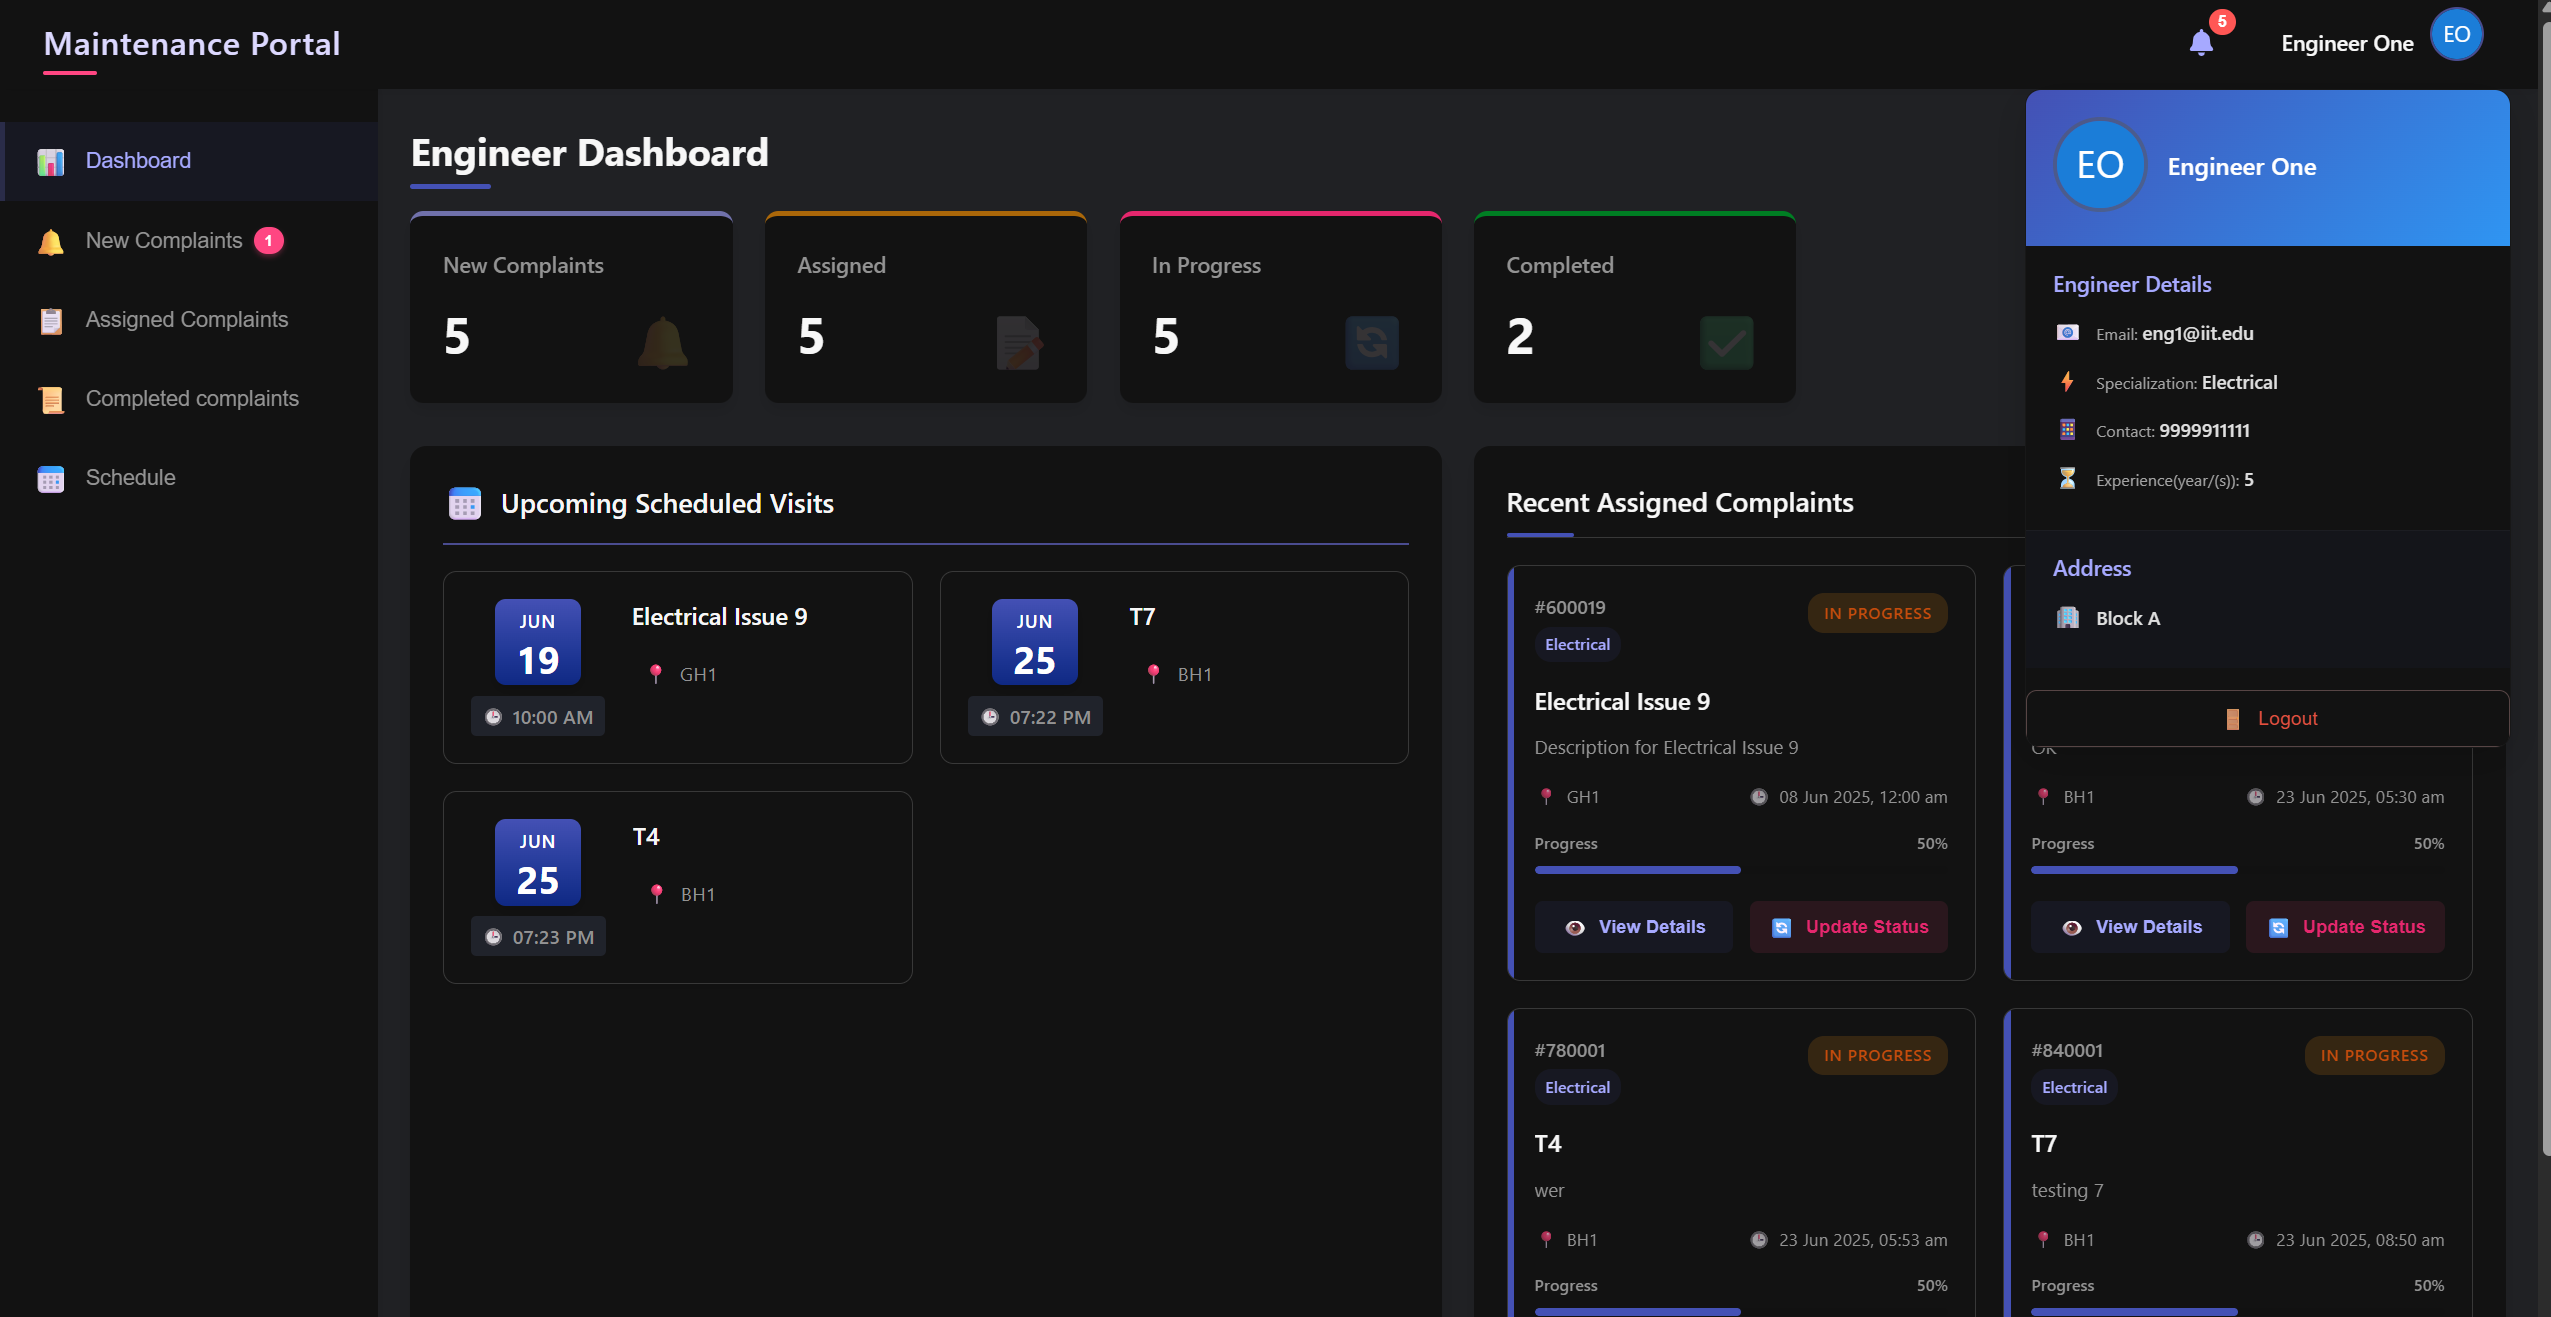 Maintenance Portal
5
Engineer One
EO
Dashboard
New Complaints 1
Assigned Complaints
Completed complaints
Schedule
Engineer Dashboard
New Complaints
5
Assigned
5
In Progress
5
Completed
2
Upcoming Scheduled Visits
JUN
19
10:00 AM
Electrical Issue 9
GH1
JUN
25
07:22 PM
T7
BH1
JUN
25
07:23 PM
T4
BH1
Recent Assigned Complaints
#600019
IN PROGRESS
Electrical
Electrical Issue 9
Description for Electrical Issue 9
GH1
08 Jun 2025, 12:00 am
Progress
50%
View Details
Update Status
BH1
23 Jun 2025, 05:30 am
Progress
50%
View Details
Update Status
#780001
IN PROGRESS
Electrical
T4
wer
BH1
23 Jun 2025, 05:53 am
Progress
50%
#840001
IN PROGRESS
Electrical
T7
testing 7
BH1
23 Jun 2025, 08:50 am
Progress
50%
EO
Engineer One
Engineer Details
Email: eng1@iit.edu
Specialization: Electrical
Contact: 9999911111
Experience(year/(s)): 5
Address
Block A
Logout